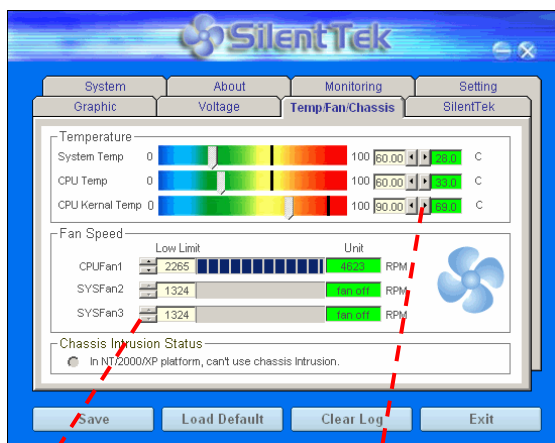 SilentTek
System About Monitoring Setting
Graphic Voltage Temp/Fan/Chassis SilentTek
Temperature
System Temp 0 100 60.00 28.0 C
CPU Temp 0 100 60.00 33.0 C
CPU Kernal Temp 0 100 90.00 69.0 C
Fan Speed
Low Limit Unit
CPUFan1 2265 4623 RPM
SYSFan2 1324 fan off RPM
SYSFan3 1324 fan off RPM
Chassis Intrusion Status
In NT/2000/XP platform, can't use chassis Intrusion.
Save Load Default Clear Log Exit